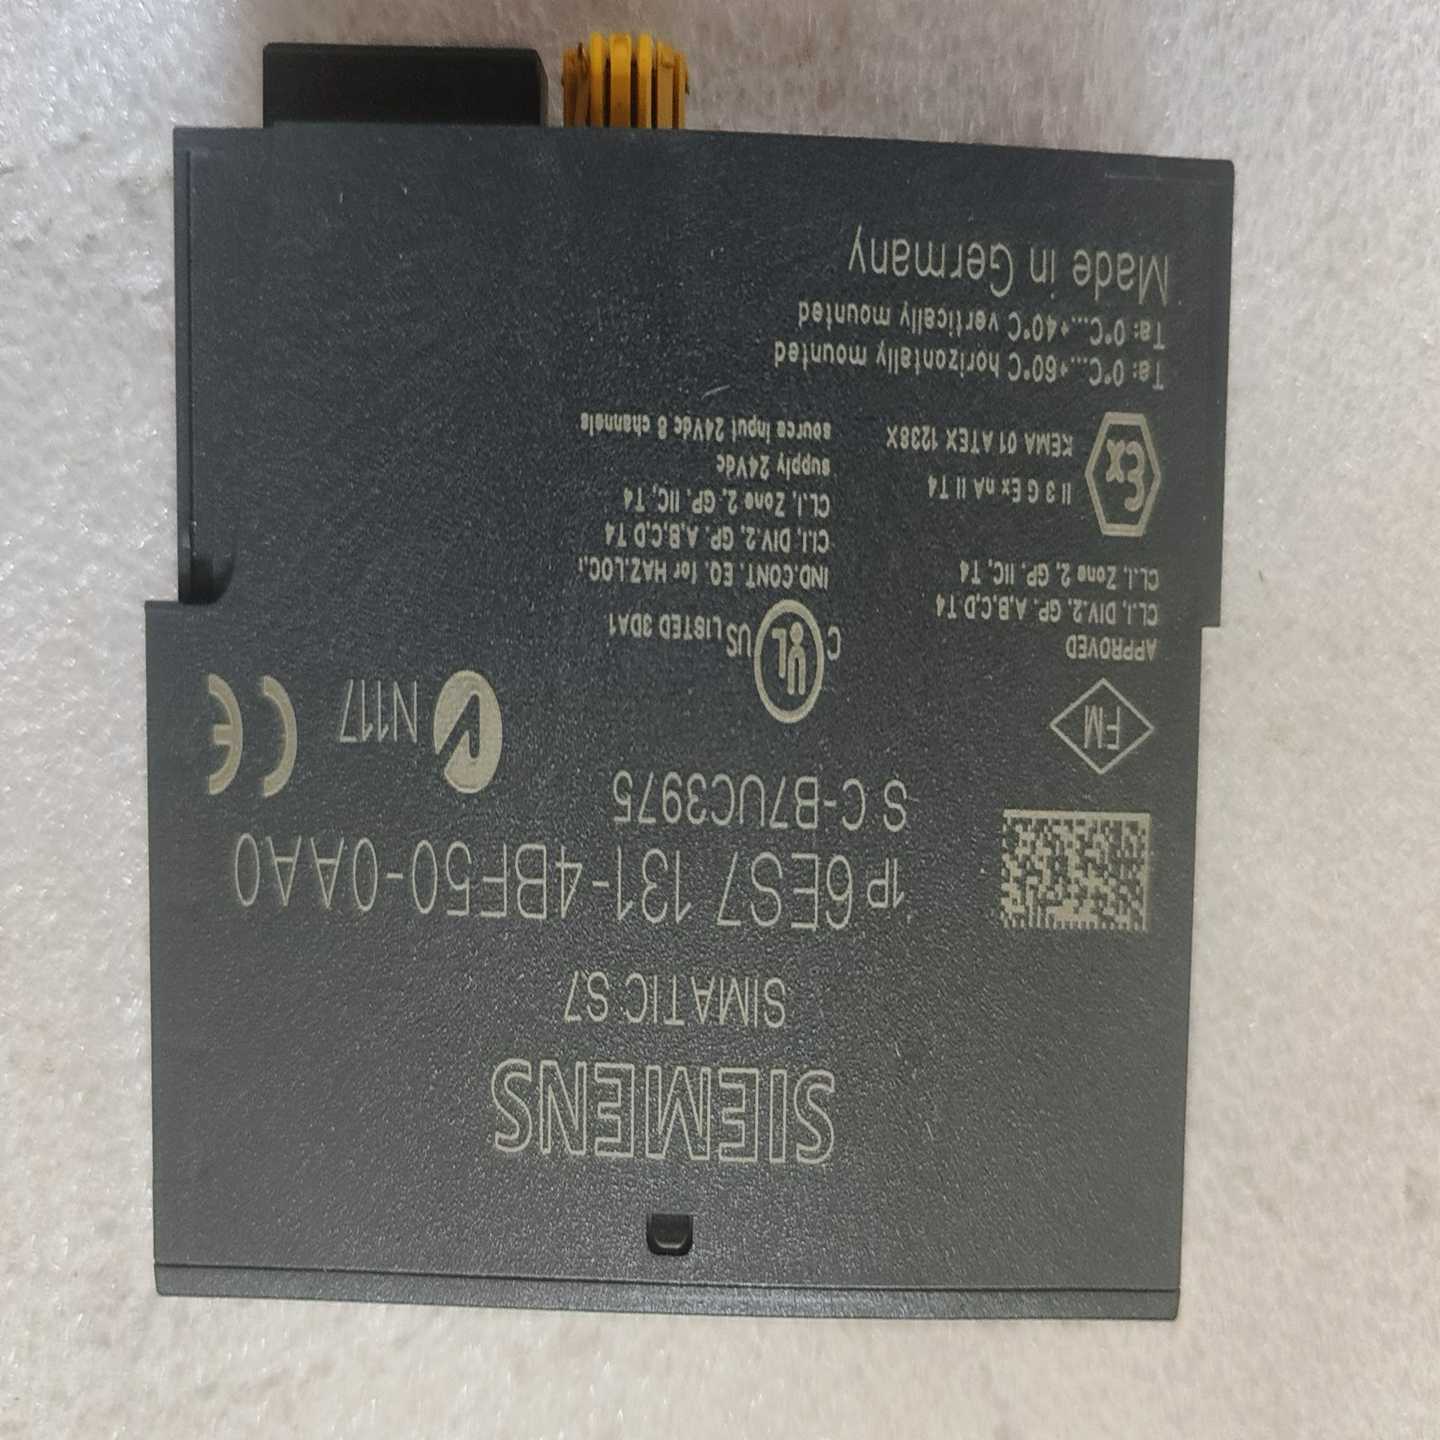 SIEMENS
SIMATIC S7
1P 6ES7 131-4BF50-0AA0
S C-B7UC3975
N117
CE
FM
APPROVED
CL.I, DIV.2, GP. A,B,C,D T4
CL.I, Zone 2, GP. IIC, T4
C UL US LISTED 3DA1
IND.CONT. EQ. for HAZ.LOC.:
CI.I, DIV.2, GP. A,B,C,D T4
CL.I, Zone 2, GP. IIC, T4
supply 24Vdc
source input 24Vdc 8 channels
Ex
II 3 G Ex nA II T4
KEMA 01 ATEX 1238X
Ta: 0°C...+60°C horizontally mounted
Ta: 0°C...+40°C vertically mounted
Made in Germany